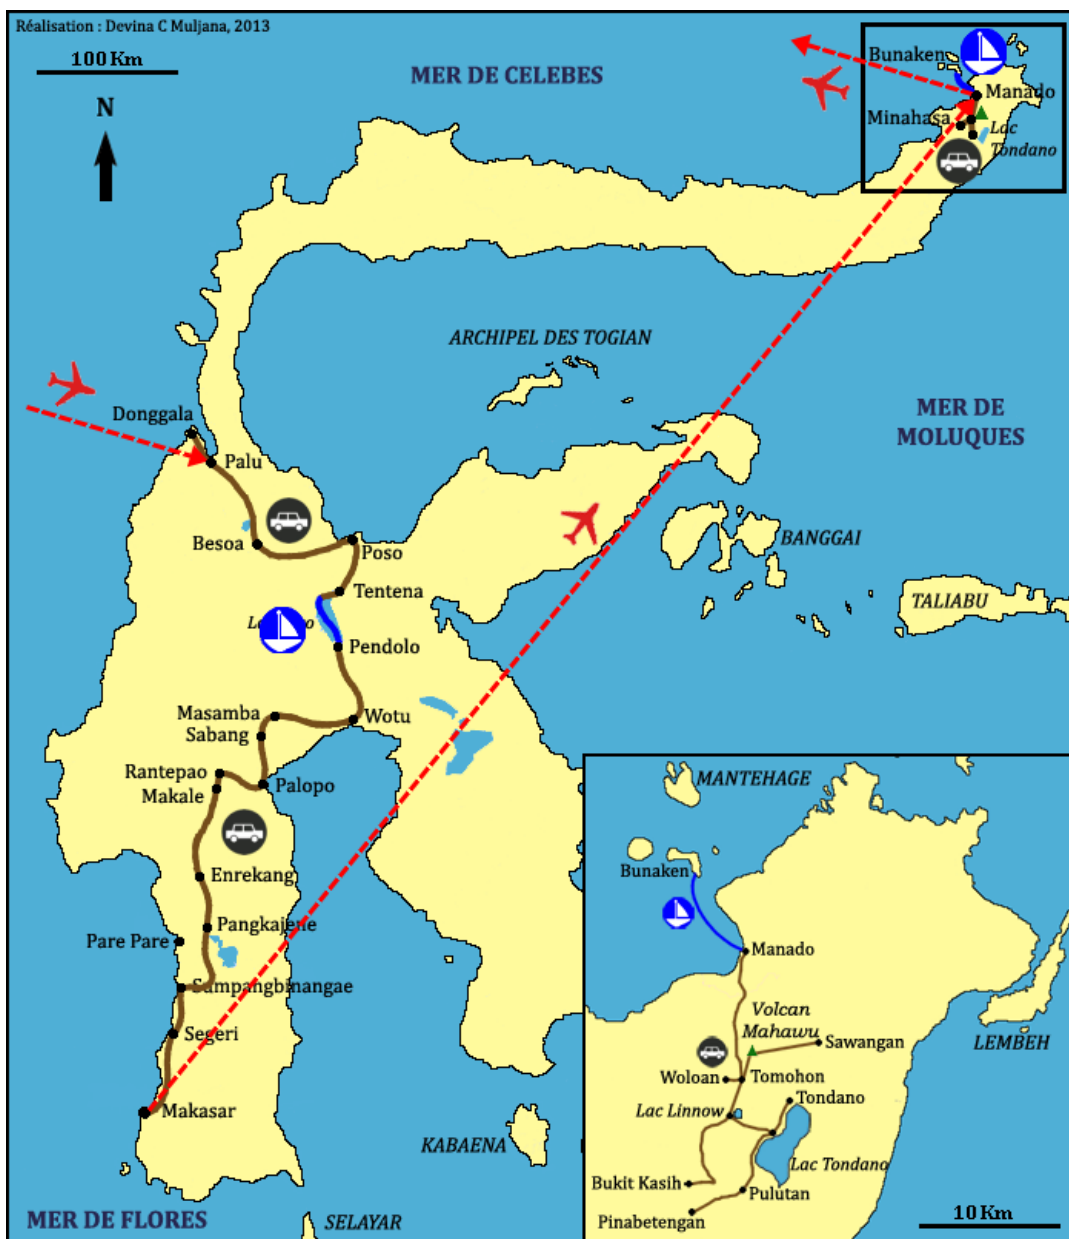 Réalisation : Devina C Muljana, 2013
100 Km
N
MER DE CELEBES
Bunaken
Manado
Minahasa
Lac
Tondano
ARCHIPEL DES TOGIAN
MER DE
MOLUQUES
Donggala
Palu
Besoa
Poso
Tentena
Pendolo
BANGGAI
TALIABU
Masamba
Wotu
Sabang
Rantepao
Makale
Palopo
Enrekang
Pangkajene
Pare Pare
Sampangbinangae
Segeri
Makasar
KABAENA
MER DE FLORES
SELAYAR
MANTEHAGE
Bunaken
Manado
Volcan
Mahawu
Sawangan
LEMBEH
Woloan
Tomohon
Tondano
Lac Linnow
Lac Tondano
Bukit Kasih
Pulutan
Pinabetengan
10 Km